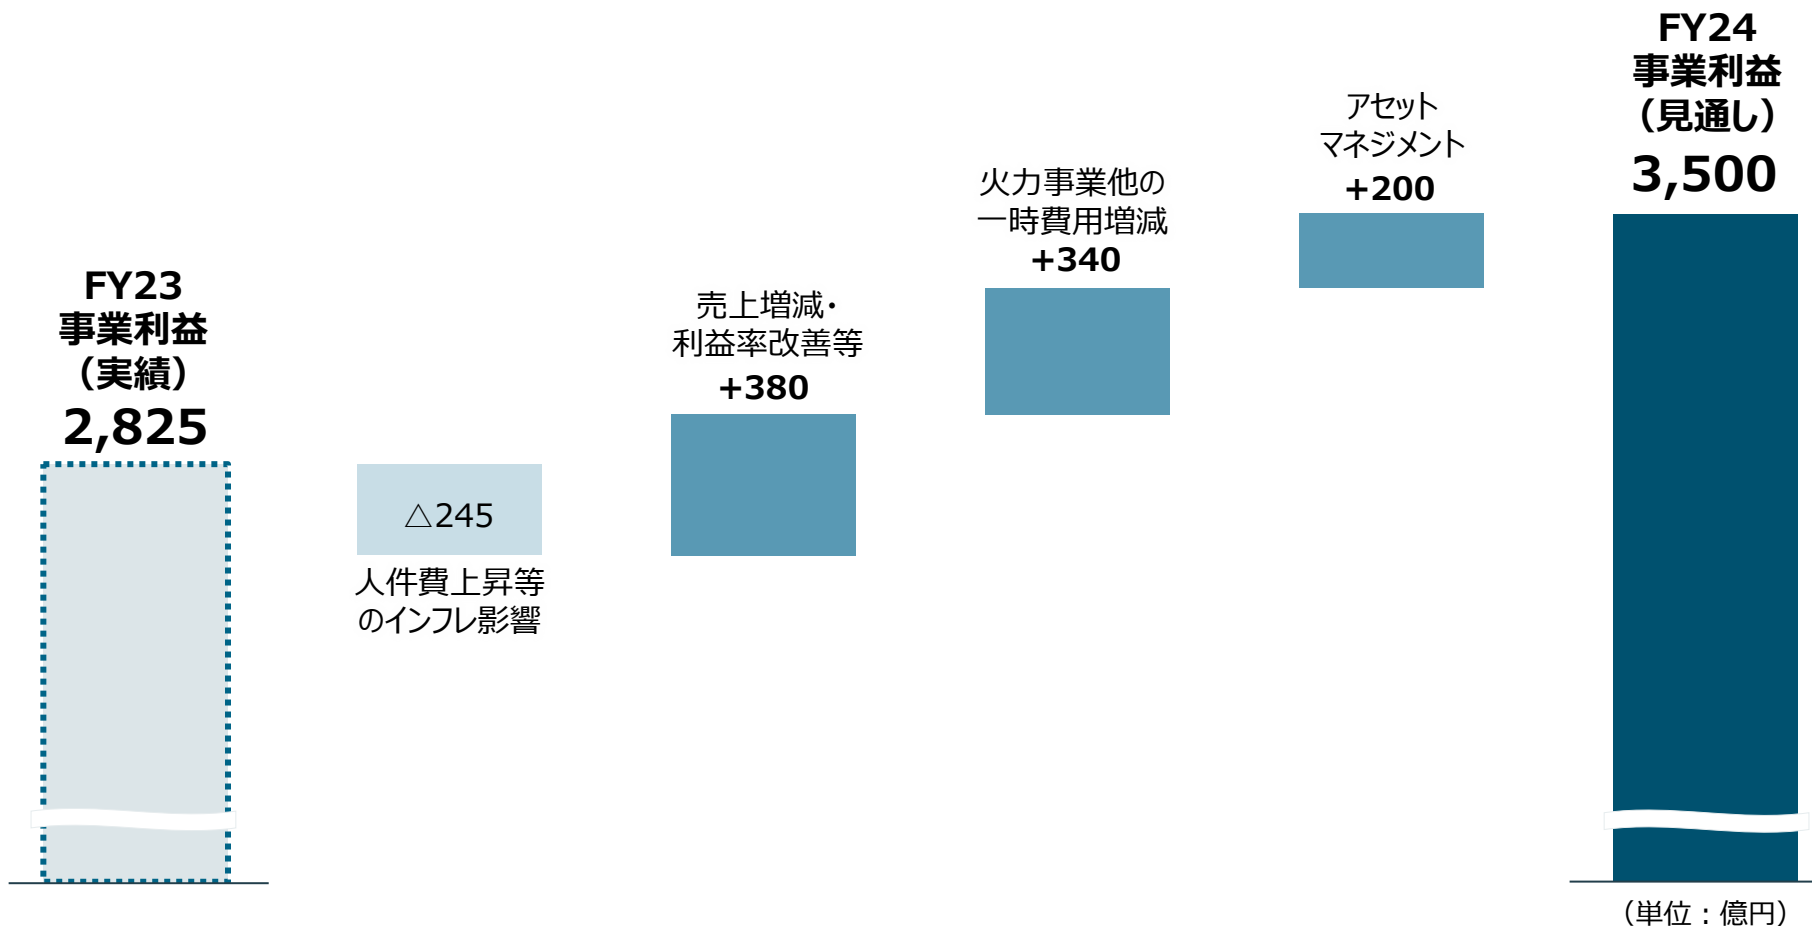 FY23
事業利益
（実績）
2,825
△245
人件費上昇等
のインフレ影響
売上増減・
利益率改善等
+380
火力事業他の
一時費用増減
+340
アセット
マネジメント
+200
FY24
事業利益
（見通し）
3,500
（単位：億円）